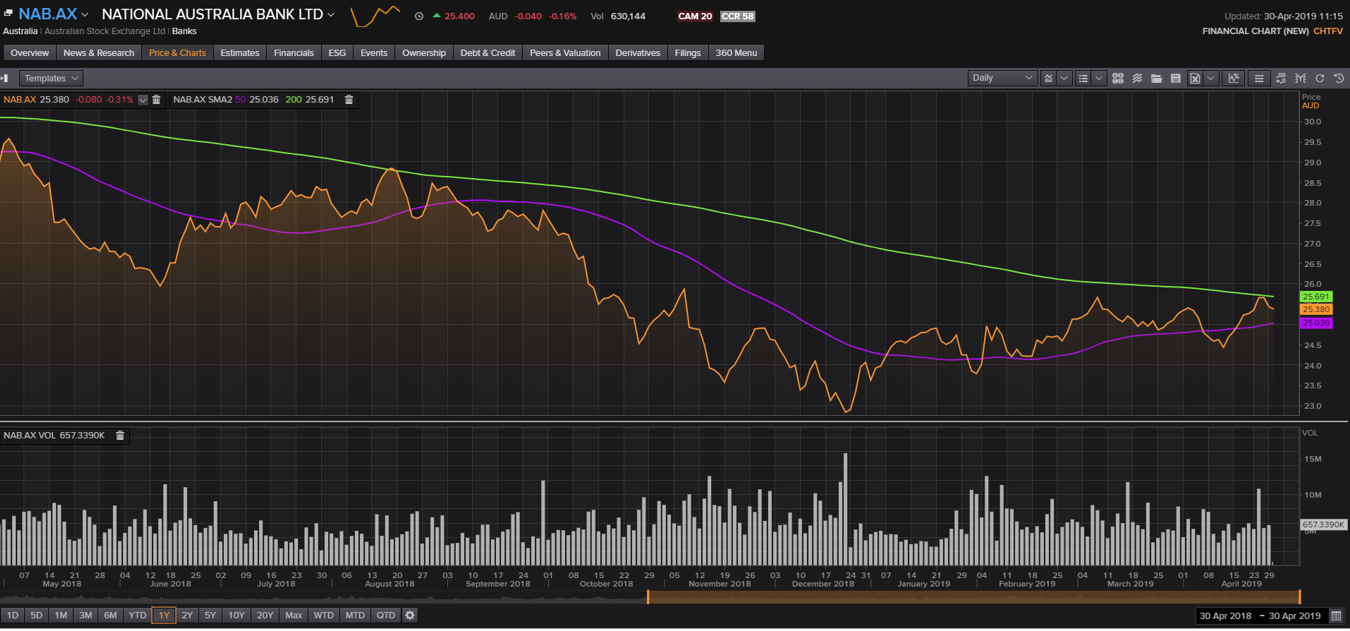 NAB.AX NATIONAL AUSTRALIA BANK LTD 25.400 AUD -0.040 -0.16% Vol 630,144 CAM 20 CCR 58 Updated: 30-Apr-2019 11:15
Australia | Australian Stock Exchange Ltd | Banks FINANCIAL CHART (NEW) CHTFV
Overview News & Research Price & Charts Estimates Financials ESG Events Ownership Debt & Credit Peers & Valuation Derivatives Filings 360 Menu
Templates Daily
NAB.AX 25.380 -0.080 -0.31% NAB.AX SMA2 50 25.036 200 25.691
Price
AUD
30.0
29.5
29.0
28.5
28.0
27.5
27.0
26.5
26.0
25.691
25.380
25.036
24.5
24.0
23.5
23.0
NAB.AX VOL 657.3390K
VOL
15M
10M
657.3390K
5M
07 14 21 28 04 12 18 25 02 09 16 23 30 06 13 20 27 03 10 17 24 01 08 15 22 29 05 12 19 26 03 10 17 24 31 07 14 21 29 04 11 18 25 04 11 18 25 01 08 15 23 29
May 2018 June 2018 July 2018 August 2018 September 2018 October 2018 November 2018 December 2018 January 2019 February 2019 March 2019 April 2019
1D 5D 1M 3M 6M YTD 1Y 2Y 5Y 10Y 20Y Max WTD MTD QTD 30 Apr 2018 – 30 Apr 2019